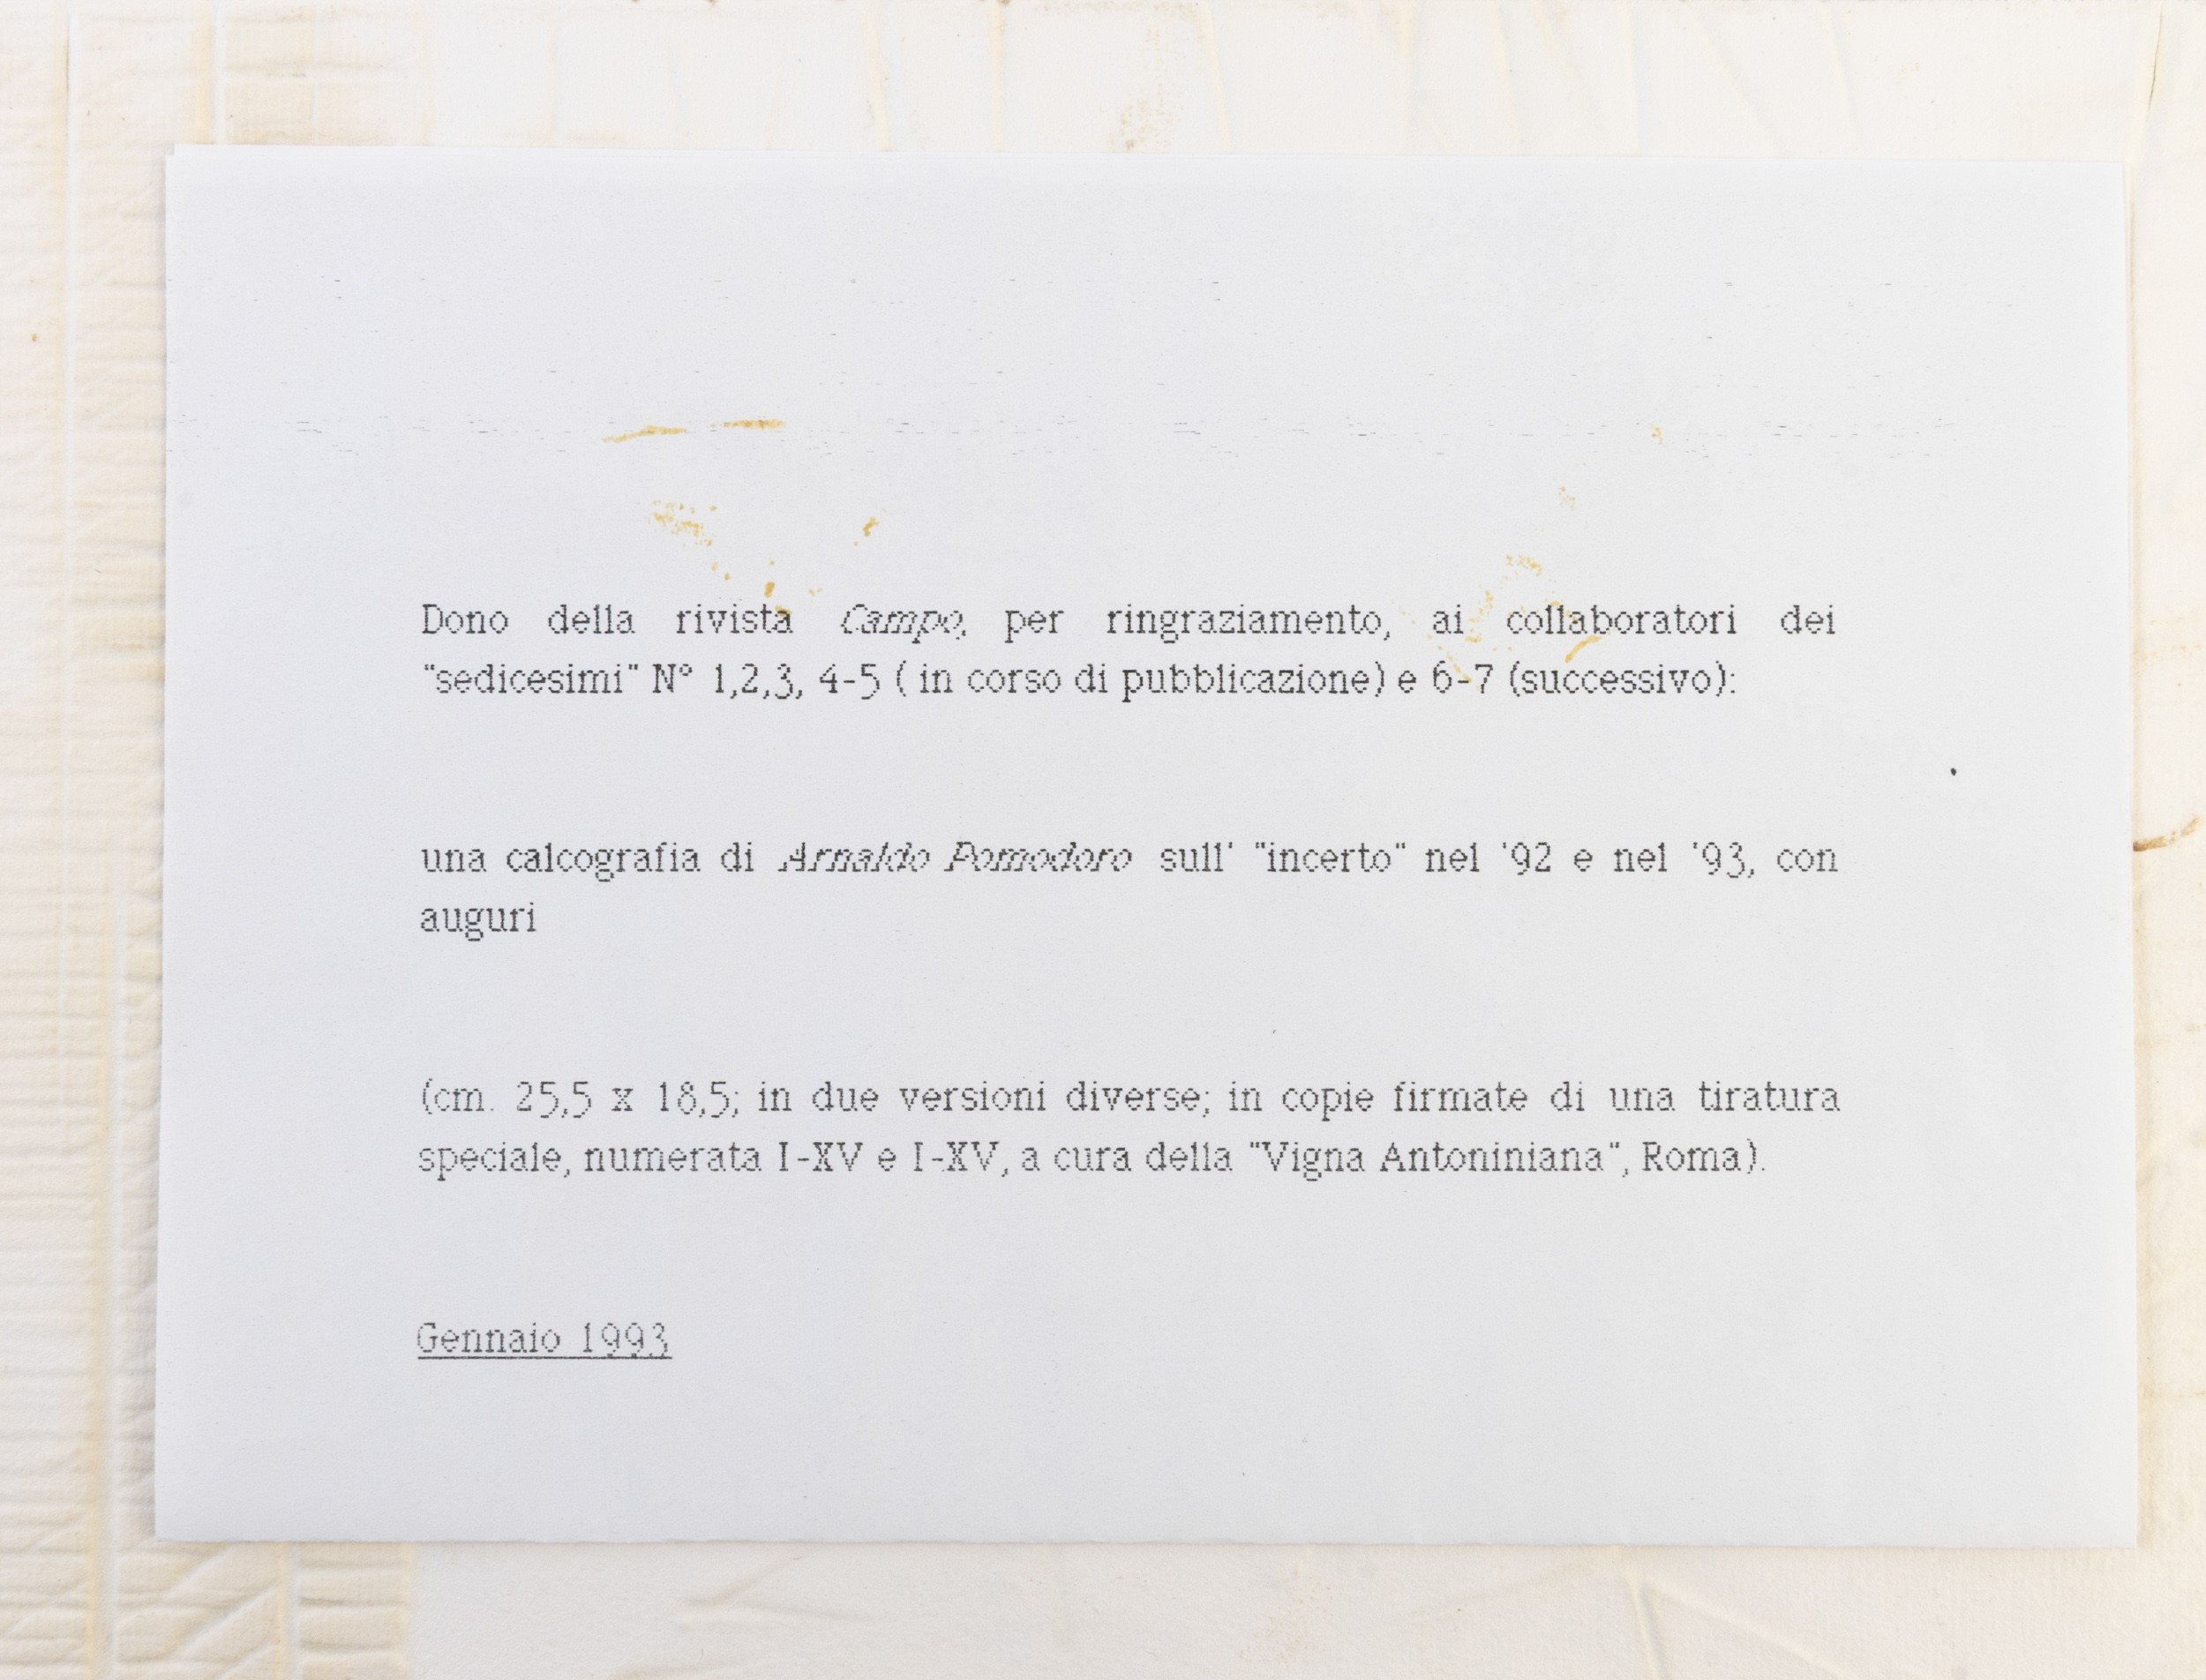 Dono della rivista Campo, per ringraziamento, ai collaboratori dei
"sedicesimi" N° 1,2,3, 4-5 ( in corso di pubblicazione) e 6-7 (successivo):
una calcografia di Arnaldo Pomodoro sull' "incerto" nel '92 e nel '93, con
auguri
(cm. 25,5 x 18,5; in due versioni diverse; in copie firmate di una tiratura
speciale, numerata I-XV e I-XV, a cura della "Vigna Antoniniana", Roma).
Gennaio 1993